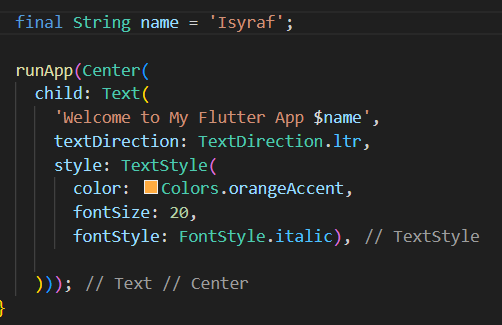 final String name = 'Isyraf';
runApp(Center(
child: Text(
'Welcome to My Flutter App $name',
textDirection: TextDirection.ltr,
style: TextStyle(
color: Colors.orangeAccent,
fontSize: 20,
fontStyle: FontStyle.italic), // TextStyle
))); // Text // Center
}